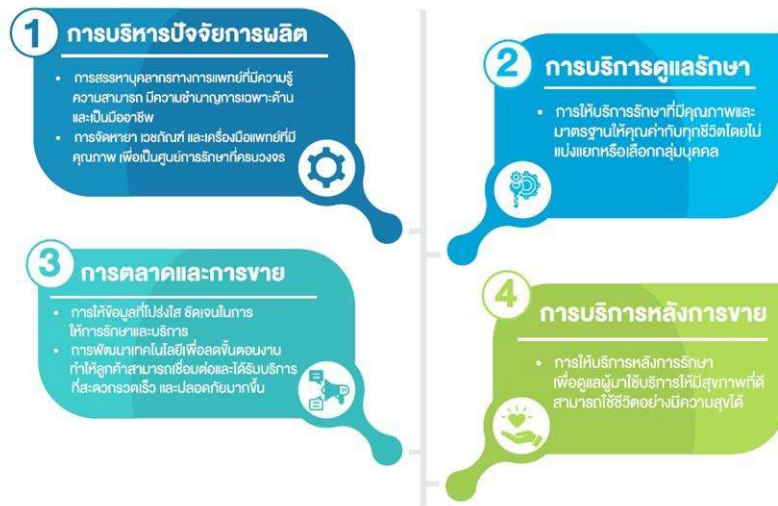 1
การบริหารปัจจัยการผลิต
• การสรรหาบุคลากรทางการแพทย์ที่มีความรู้
ความสามารถ มีความชำนาญการเฉพาะด้าน
และเป็นมืออาชีพ
• การจัดหายา เวชภัณฑ์ และเครื่องมือแพทย์ที่มี
คุณภาพ เพื่อเป็นศูนย์การรักษาที่ครบวงจร
2
การบริการดูแลรักษา
• การให้บริการรักษาที่มีคุณภาพและ
มาตรฐานให้คุณค่ากับทุกชีวิตโดยไม่
แบ่งแยกหรือเลือกกลุ่มบุคคล
3
การตลาดและการขาย
• การให้ข้อมูลที่โปร่งใส ชัดเจนในการ
ให้การรักษาและบริการ
• การพัฒนาเทคโนโลยีเพื่อลดขั้นตอนงาน
ทำให้ลูกค้าสามารถเชื่อมต่อและได้รับบริการ
ที่สะดวกรวดเร็ว และปลอดภัยมากขึ้น
4
การบริการหลังการขาย
• การให้บริการหลังการรักษา
เพื่อดูแลผู้มาใช้บริการให้มีสุขภาพที่ดี
สามารถใช้ชีวิตอย่างมีความสุขได้